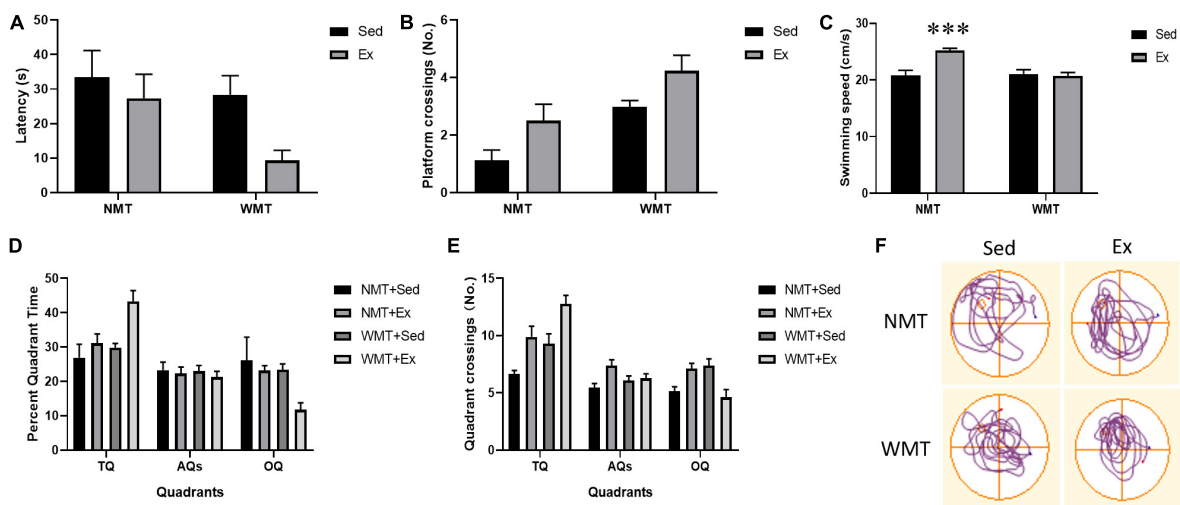 A
Latency (s)
50
40
30
20
10
0
NMT
WMT
Sed
Ex
B
Platform crossings (No.)
6
4
2
0
NMT
WMT
Sed
Ex
C
Swimming speed (cm/s)
30
20
10
0
***
NMT
WMT
Sed
Ex
D
Percent Quadrant Time
50
40
30
20
10
0
TQ
AQs
OQ
Quadrants
NMT+Sed
NMT+Ex
WMT+Sed
WMT+Ex
E
Quadrant crossings (No.)
15
10
5
0
TQ
AQs
OQ
Quadrants
NMT+Sed
NMT+Ex
WMT+Sed
WMT+Ex
F
Sed
Ex
NMT
WMT